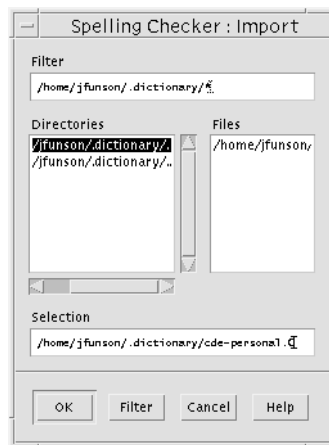 Spelling Checker : Import
Filter
/home/jfunson/.dictionary/*
Directories
Files
/jfunson/.dictionary/.
/home/jfunson/
/jfunson/.dictionary/..
Selection
/home/jfunson/.dictionary/cde-personal.
OK Filter Cancel Help